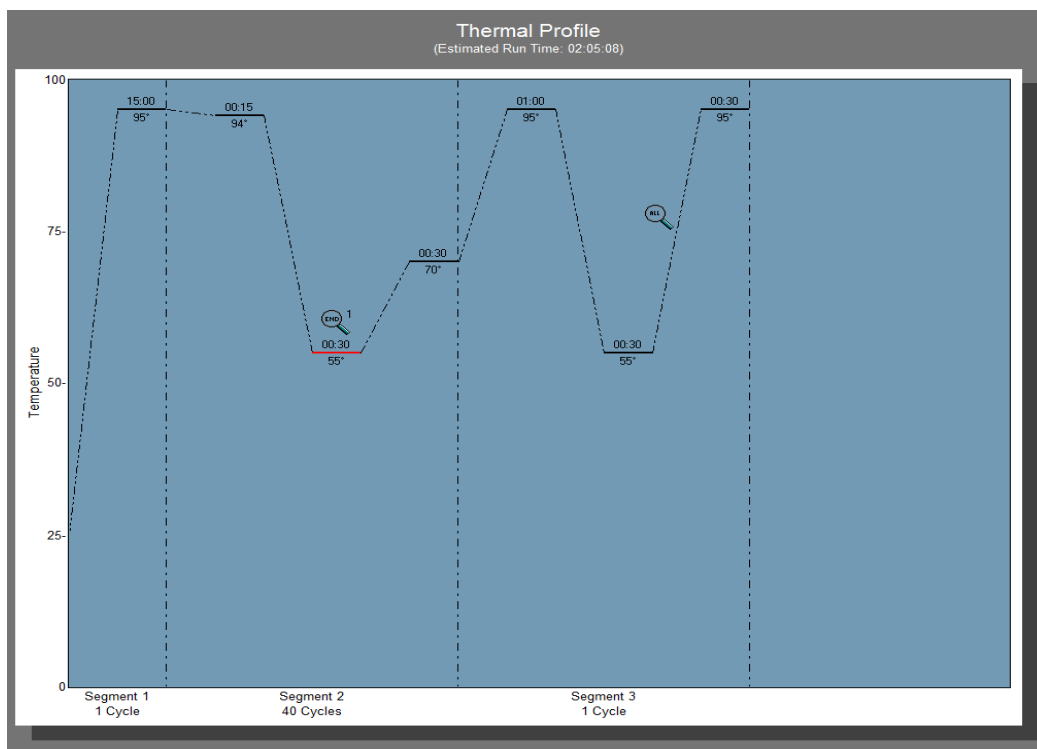 Thermal Profile
(Estimated Run Time: 02:05:08)
Temperature
100
75-
50-
25-
0
15:00
95°
00:15
94°
END 1
00:30
55°
00:30
70°
01:00
95°
00:30
55°
ALL
00:30
95°
Segment 1
1 Cycle
Segment 2
40 Cycles
Segment 3
1 Cycle